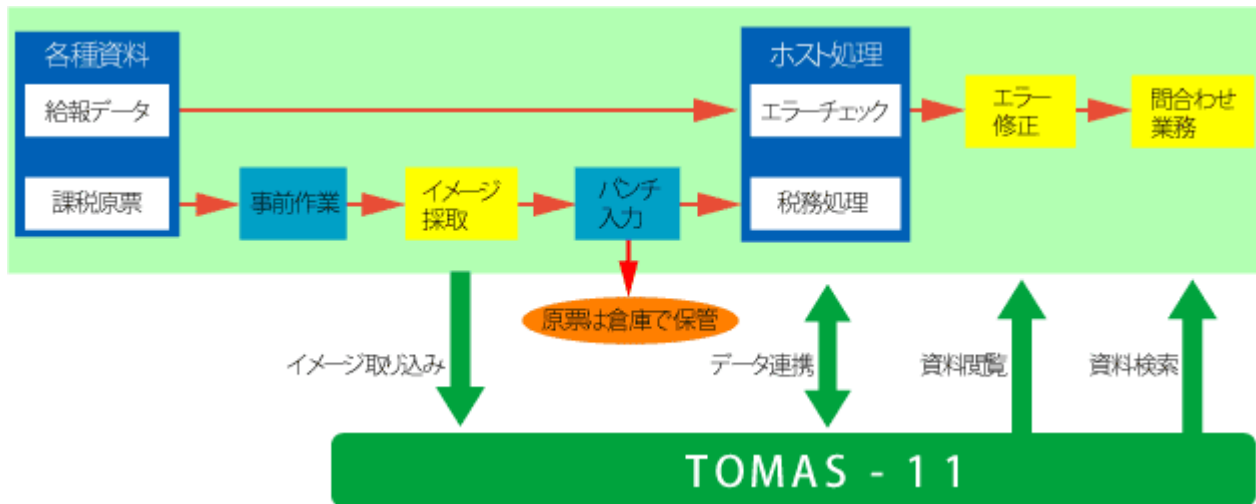 各種資料
給報データ
課税原票
事前作業
イメージ
採取
パンチ
入力
ホスト処理
エラーチェック
税務処理
エラー
修正
問合わせ
業務
原票は倉庫で保管
イメージ取り込み
データ連携
資料閲覧
資料検索
TOMAS - 11